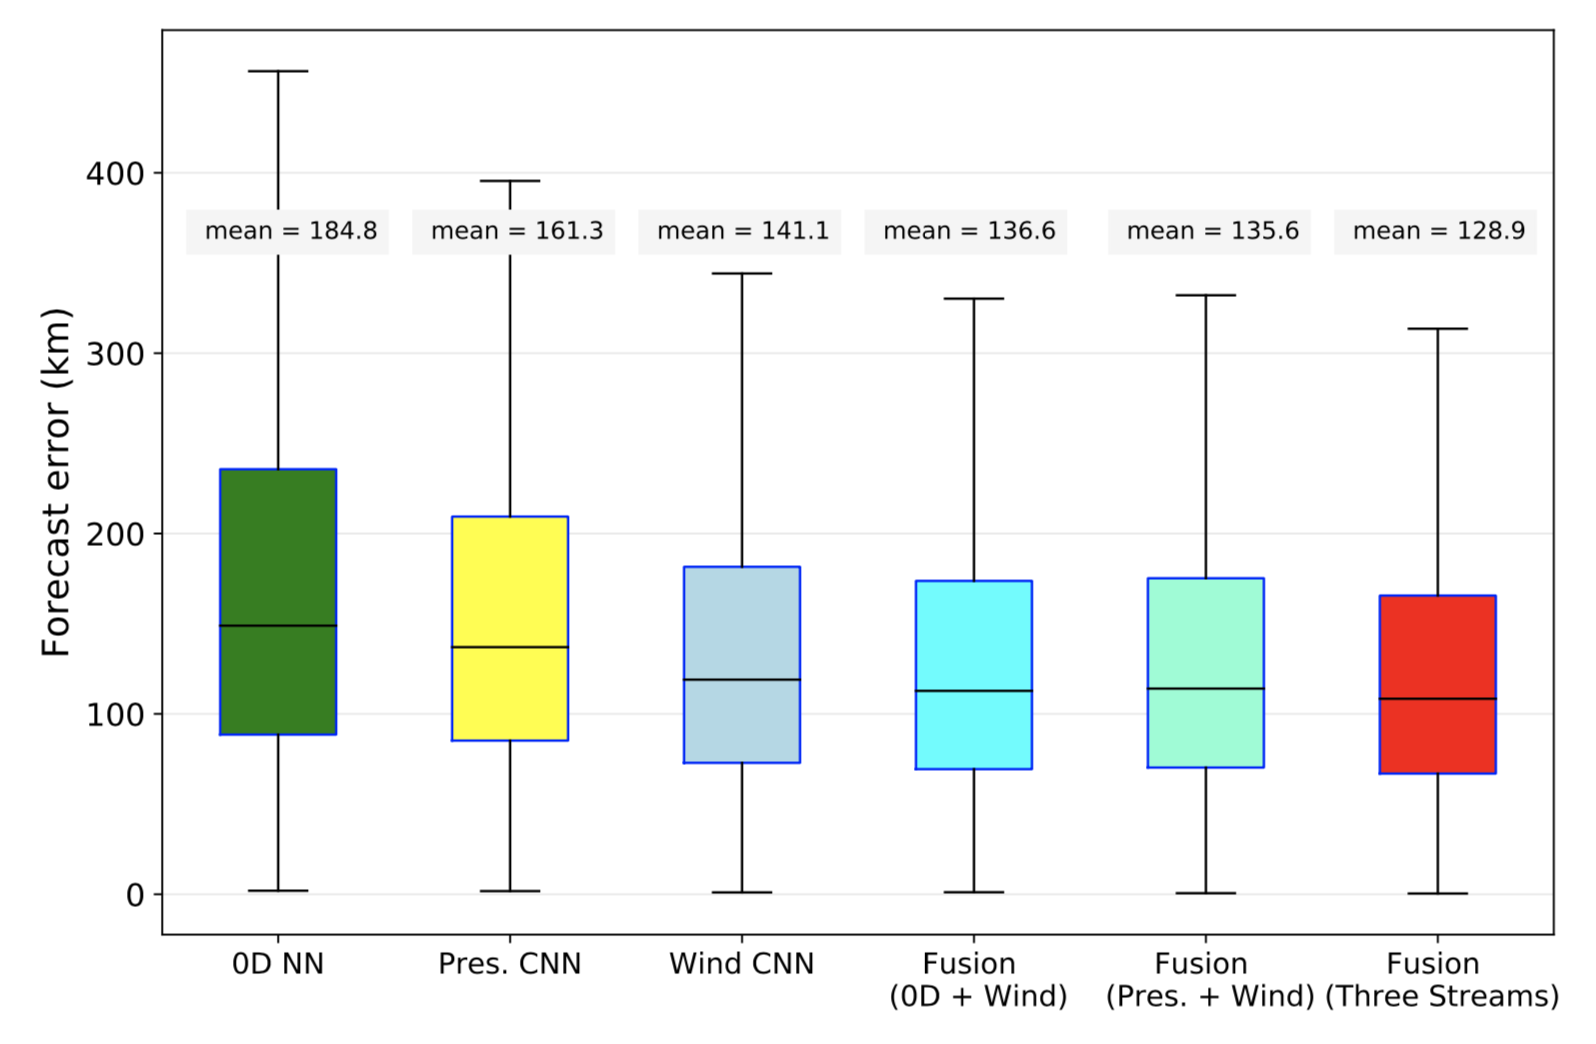 Forecast error (km)
400
300
200
100
0
mean = 184.8
mean = 161.3
mean = 141.1
mean = 136.6
mean = 135.6
mean = 128.9
0D NN
Pres. CNN
Wind CNN
Fusion
(0D + Wind)
Fusion
(Pres. + Wind)
Fusion
(Three Streams)